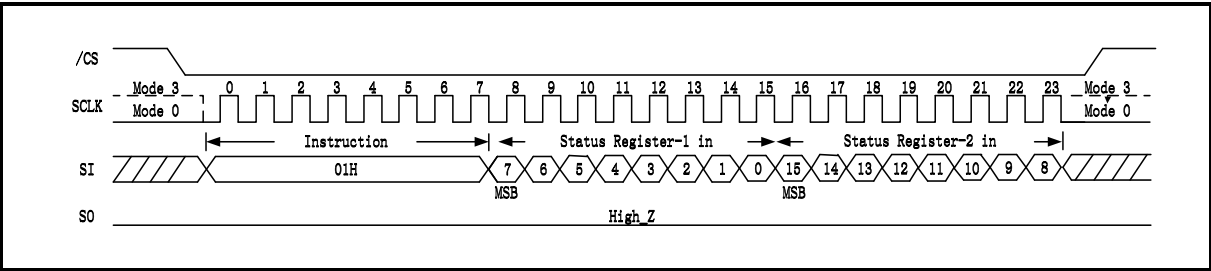 /CS
Mode 3 0 1 2 3 4 5 6 7 8 9 10 11 12 13 14 15 16 17 18 19 20 21 22 23 Mode 3
SCLK
Mode 0 Mode 0
Instruction Status Register-1 in Status Register-2 in
SI 01H 7 6 5 4 3 2 1 0 15 14 13 12 11 10 9 8
MSB MSB
SO High_Z